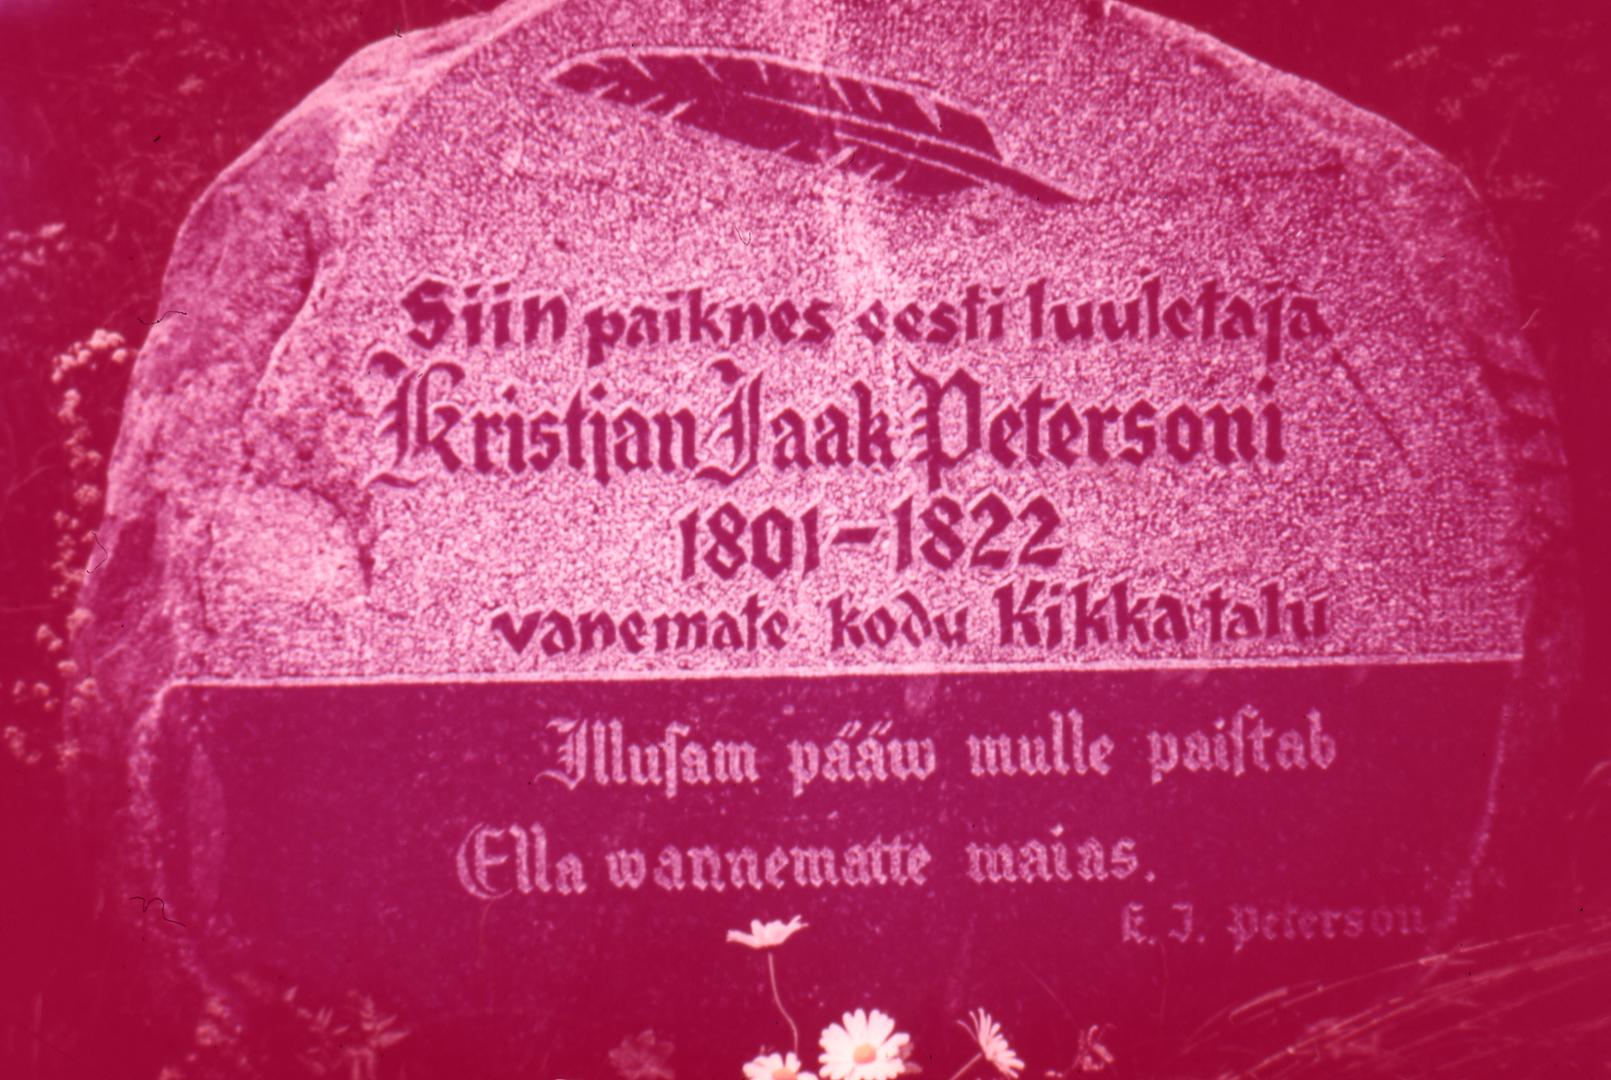 Siin paiknes eesti luuletaja
Kristjan Jaak Petersoni
1801-1822
vanemate kodu Kikka talu
Illuſam pääw mulle paiſtab
Ella wannematte maias.
K. J. Peterson